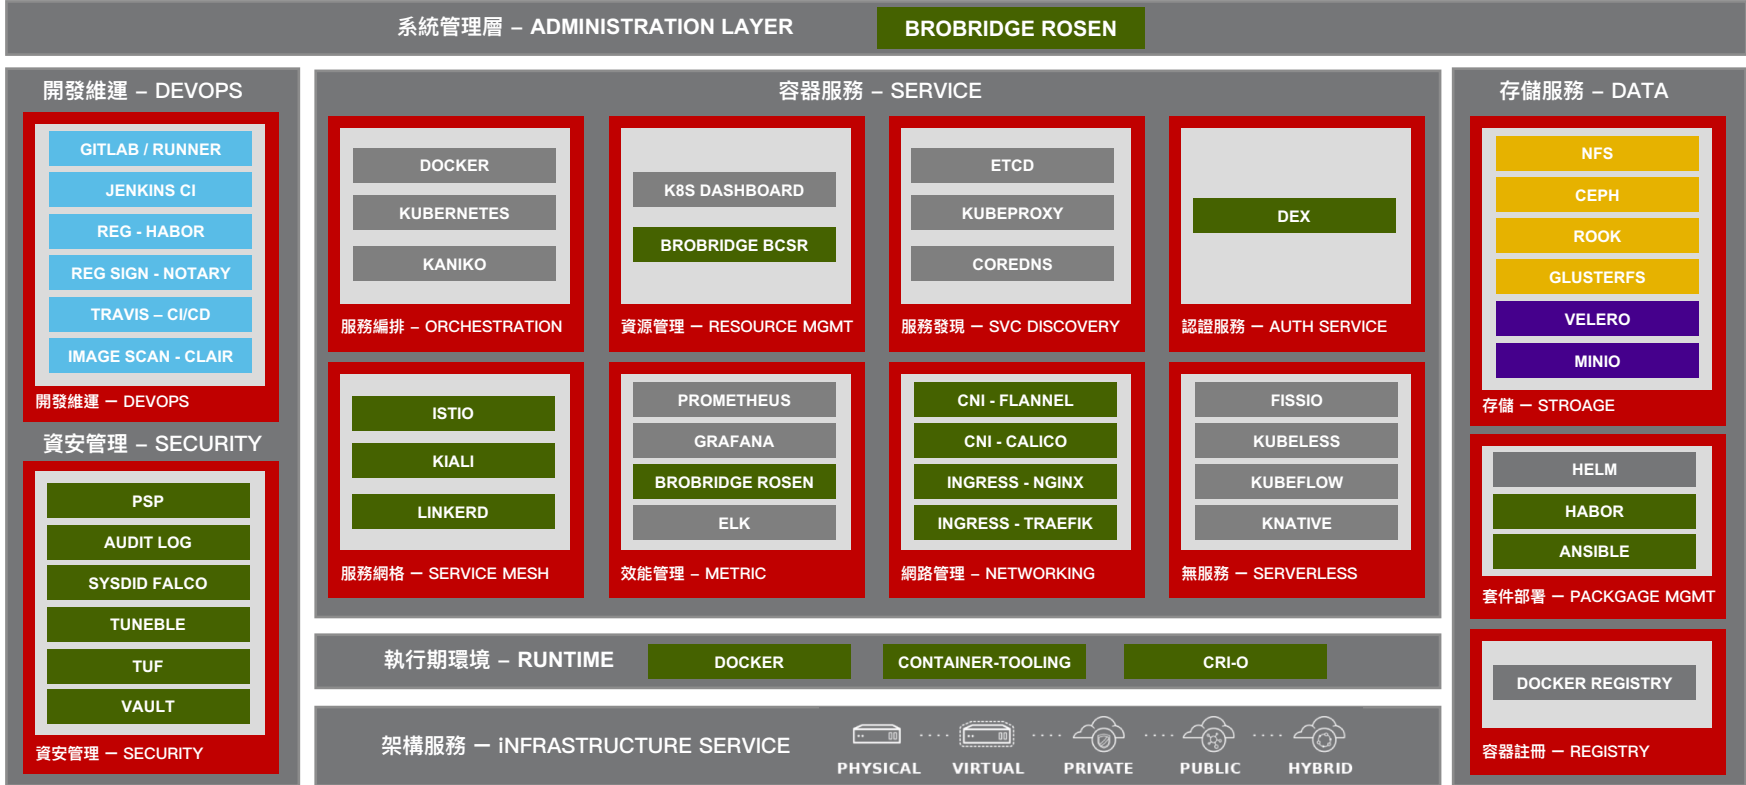 系統管理層 – ADMINISTRATION LAYER
BROBRIDGE ROSEN
開發維運 – DEVOPS
GITLAB / RUNNER
JENKINS CI
REG - HABOR
REG SIGN - NOTARY
TRAVIS – CI/CD
IMAGE SCAN - CLAIR
開發維運 – DEVOPS
資安管理 – SECURITY
PSP
AUDIT LOG
SYSDID FALCO
TUNEBLE
TUF
VAULT
資安管理 – SECURITY
容器服務 – SERVICE
DOCKER
KUBERNETES
KANIKO
服務編排 – ORCHESTRATION
K8S DASHBOARD
BROBRIDGE BCSR
資源管理 – RESOURCE MGMT
ETCD
KUBEPROXY
COREDNS
服務發現 – SVC DISCOVERY
DEX
認證服務 – AUTH SERVICE
ISTIO
KIALI
LINKERD
服務網格 – SERVICE MESH
PROMETHEUS
GRAFANA
BROBRIDGE ROSEN
ELK
效能管理 – METRIC
CNI - FLANNEL
CNI - CALICO
INGRESS - NGINX
INGRESS - TRAEFIK
網路管理 – NETWORKING
FISSIO
KUBELESS
KUBEFLOW
KNATIVE
無服務 – SERVERLESS
執行期環境 – RUNTIME
DOCKER
CONTAINER-TOOLING
CRI-O
架構服務 – iNFRASTRUCTURE SERVICE
PHYSICAL
VIRTUAL
PRIVATE
PUBLIC
HYBRID
存儲服務 – DATA
NFS
CEPH
ROOK
GLUSTERFS
VELERO
MINIO
存儲 – STROAGE
HELM
HABOR
ANSIBLE
套件部署 – PACKGAGE MGMT
DOCKER REGISTRY
容器註冊 – REGISTRY